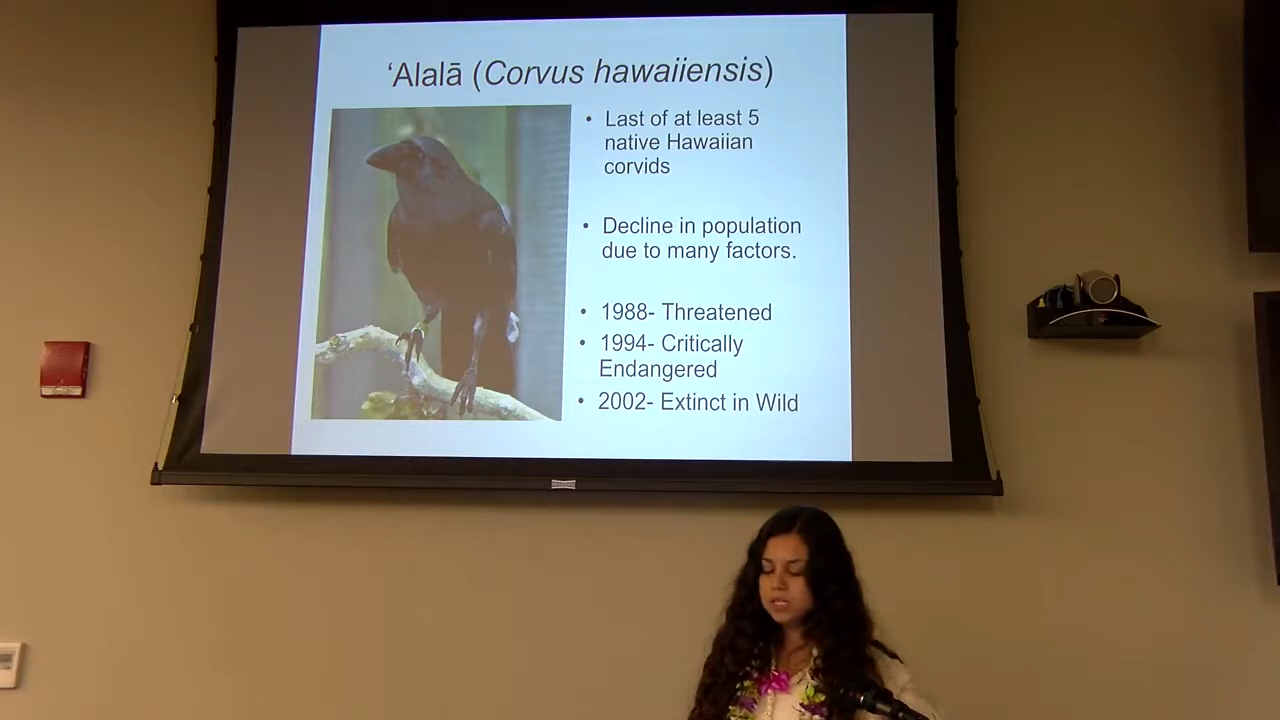 ʻAlalā (Corvus hawaiiensis)
• Last of at least 5
native Hawaiian
corvids
• Decline in population
due to many factors.
• 1988- Threatened
• 1994- Critically
Endangered
• 2002- Extinct in Wild